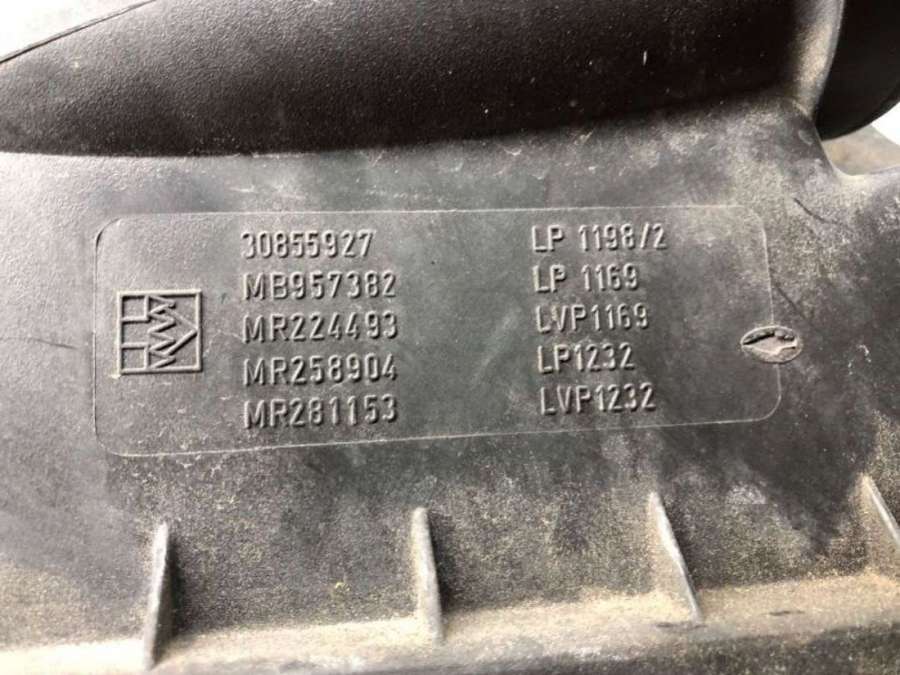 30855927 LP 1198/2
MB957382 LP 1169
MR224493 LVP1169
MR258904 LP1232
MR281153 LVP1232